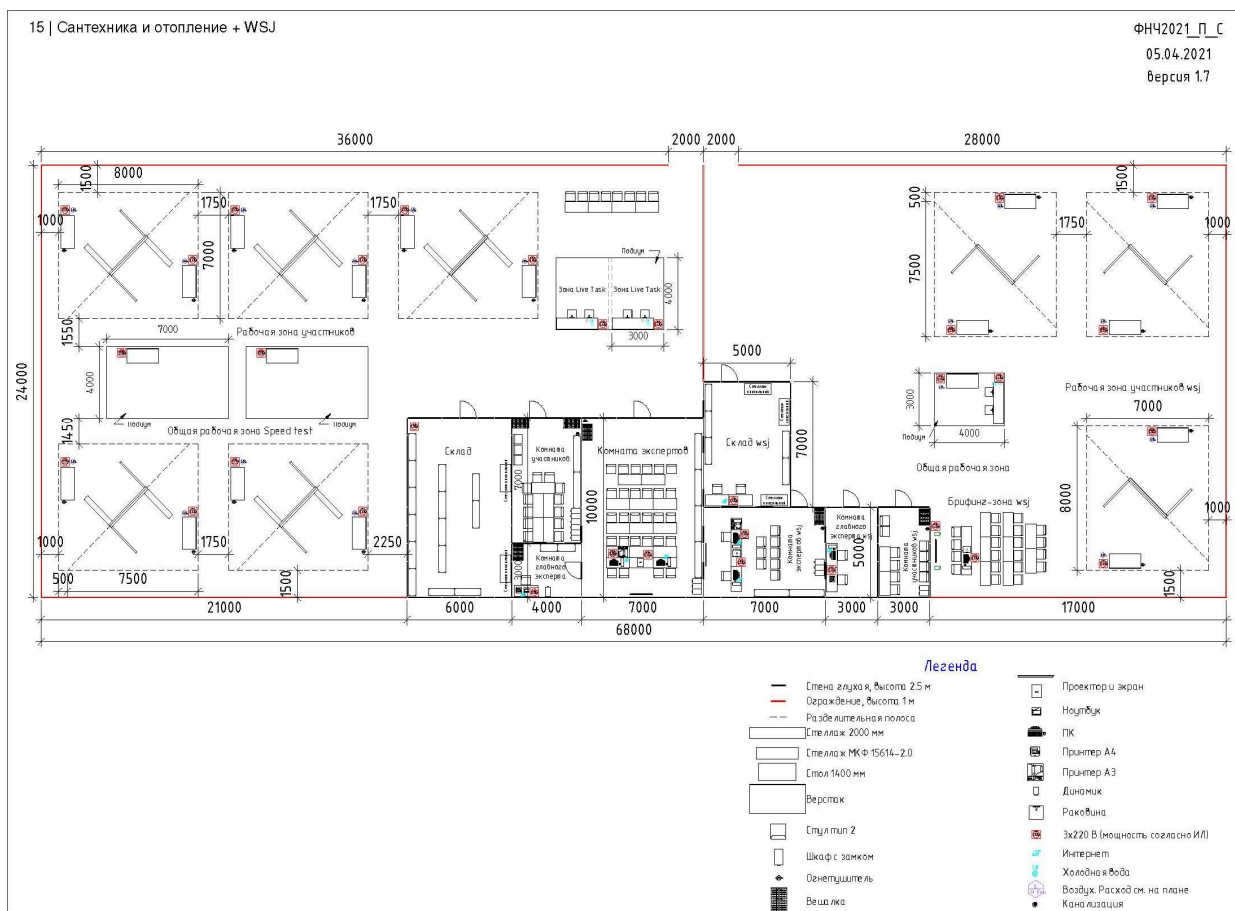 15 | Сантехника и отопление + WSJ
ФНЧ2021_П_С
05.04.2021
версия 1.7
36000
2000
2000
28000
8000
1500
1500
1000
1750
1750
7000
500
1750
1000
7500
24000
Подиум
Зона Live Task
Зона Live Task
4000
3000
1550
7000
Рабочая зона участников
4000
Подиум
Подиум
1450
Общая рабочая зона Speed test
5000
7000
Склад wsj
3000
4000
Подиум
Общая рабочая зона
Рабочая зона участников wsj
7000
8000
1000
Склад
Комната
участников
7000
Комната экспертов
10000
Комната
главного
эксперта
3000
Комната
экспертов wsj
Комната
главного
эксперта wsj
5000
Комната
участников wsj
Брифинг-зона wsj
1000
1750
2250
500
7500
1500
1500
21000
6000
4000
7000
7000
3000
3000
17000
68000
Легенда
Стена глухая, высота 2.5 м
Ограждение, высота 1 м
Разделительная полоса
Стеллаж 2000 мм
Стеллаж МКФ 15614-2.0
Стол 1400 мм
Верстак
Стул тип 2
Шкаф с замком
Огнетушитель
Вешалка
Проектор и экран
Ноутбук
ПК
Принтер А4
Принтер А3
Динамик
Раковина
3х220 В (мощность согласно ИЛ)
Интернет
Холодная вода
Воздух. Расход см. на плане
Канализация